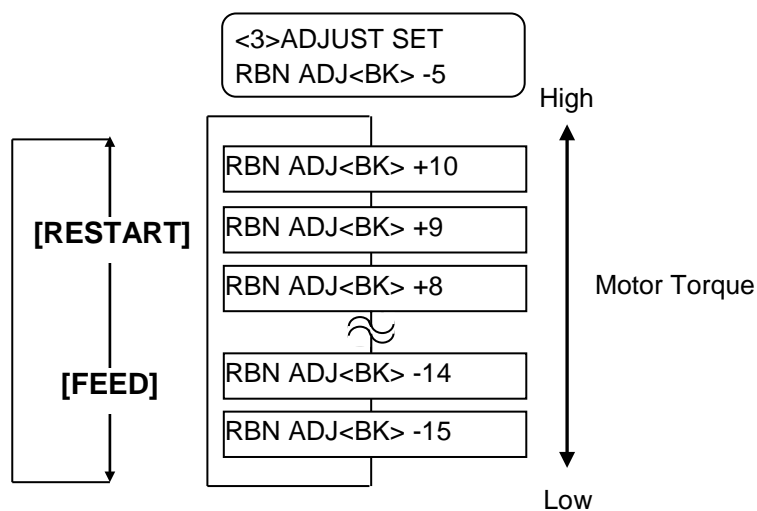 <3>ADJUST SET
RBN ADJ<BK> -5
High
RBN ADJ<BK> +10
[RESTART]
RBN ADJ<BK> +9
RBN ADJ<BK> +8
Motor Torque
[FEED]
RBN ADJ<BK> -14
RBN ADJ<BK> -15
Low